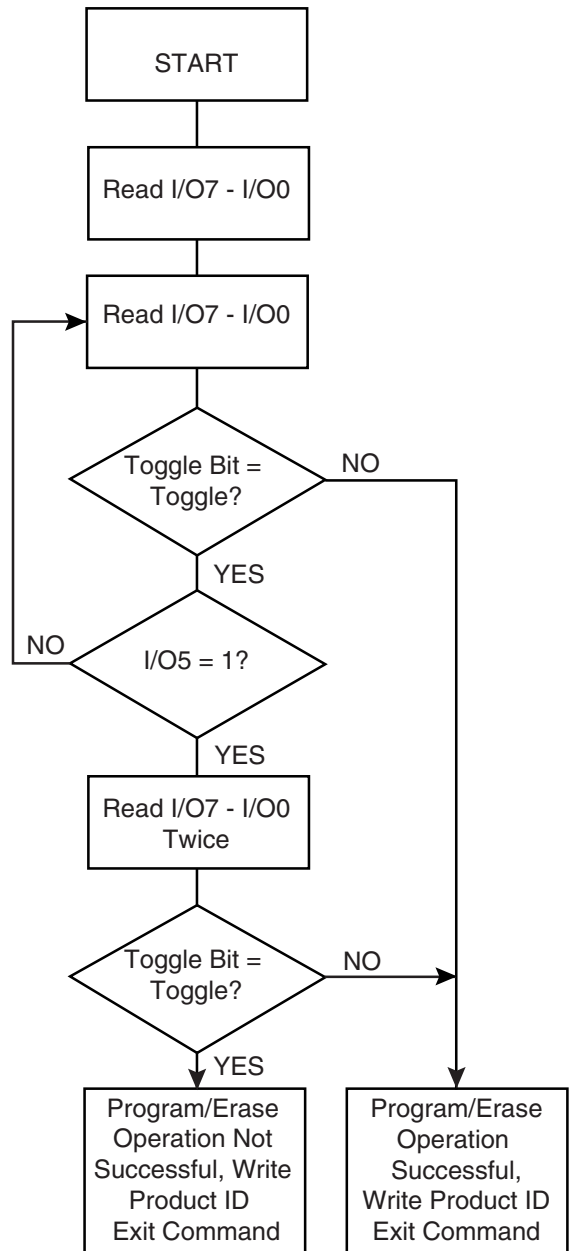 START
Read I/O7 - I/O0
Read I/O7 - I/O0
Toggle Bit =
Toggle?
NO
YES
NO
I/O5 = 1?
YES
Read I/O7 - I/O0
Twice
Toggle Bit =
Toggle?
NO
YES
Program/Erase
Operation Not
Successful, Write
Product ID
Exit Command
Program/Erase
Operation
Successful,
Write Product ID
Exit Command